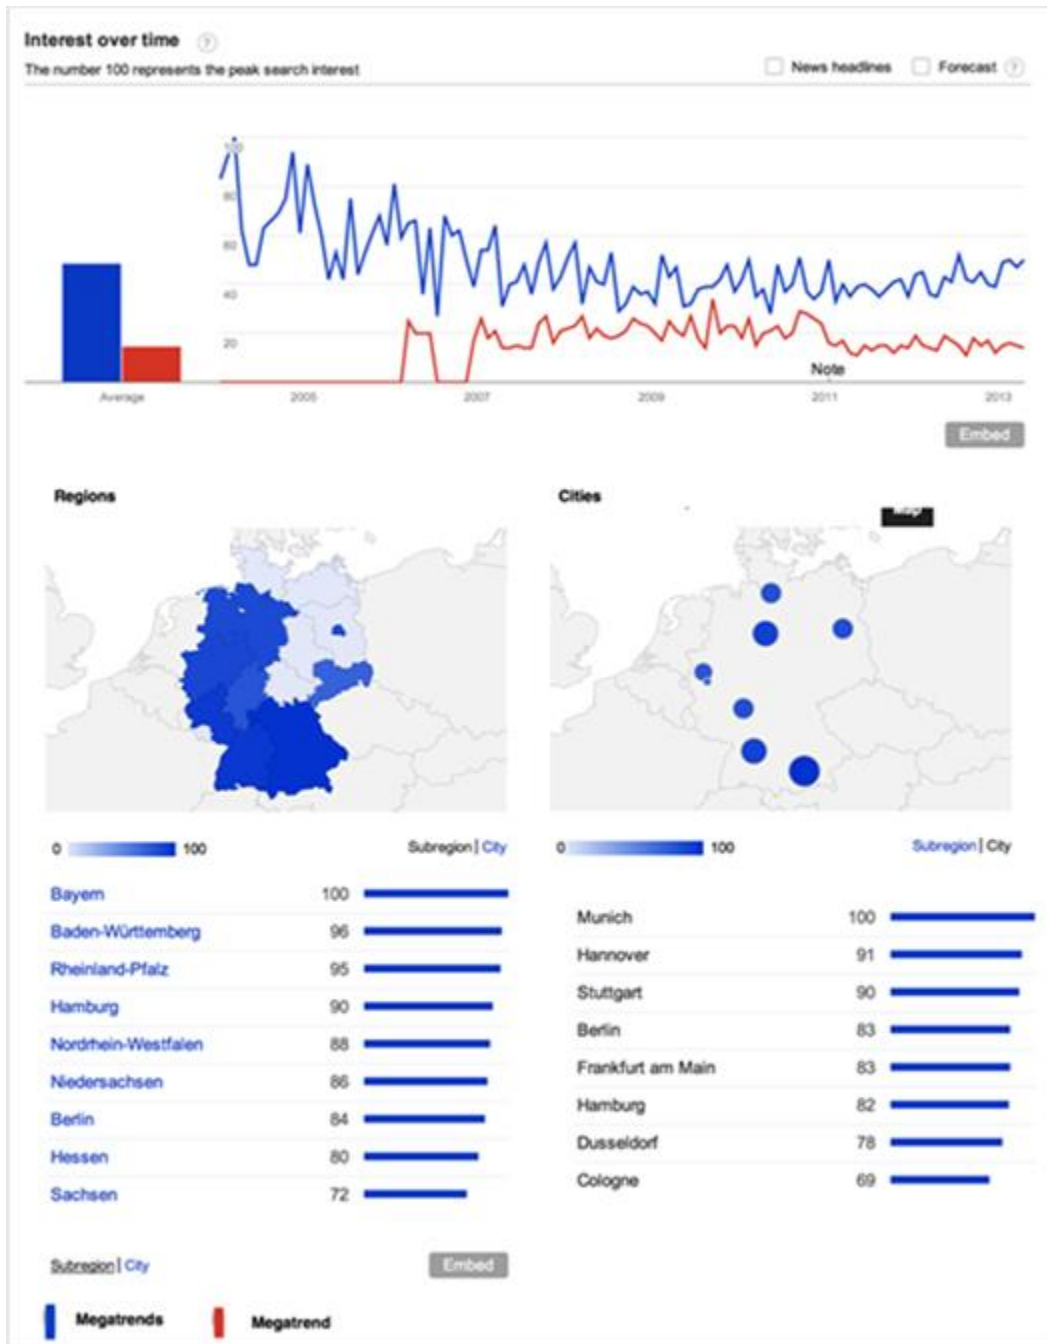 Interest over time ?
The number 100 represents the peak search interest
News headlines Forecast ?
100
80
60
40
20
Note
Average 2005 2007 2009 2011 2013
Embed
Regions
Cities
Map
0 100 Subregion | City
Bayern 100
Baden-Württemberg 96
Rheinland-Pfalz 95
Hamburg 90
Nordrhein-Westfalen 88
Niedersachsen 86
Berlin 84
Hessen 80
Sachsen 72
Subregion | City
Embed
0 100 Subregion | City
Munich 100
Hannover 91
Stuttgart 90
Berlin 83
Frankfurt am Main 83
Hamburg 82
Dusseldorf 78
Cologne 69
Megatrends Megatrend